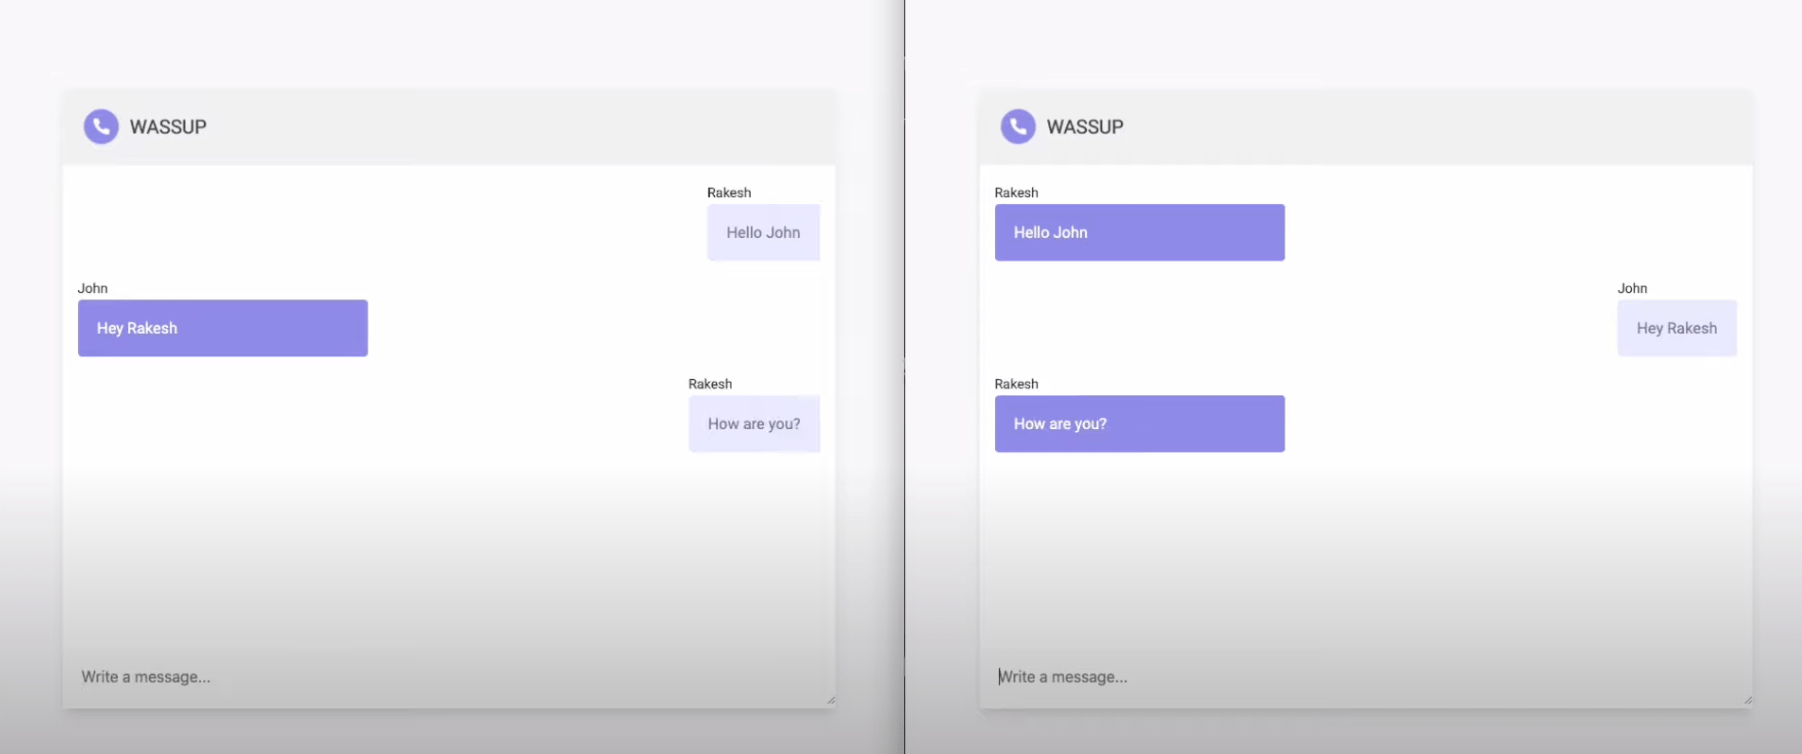 WASSUP
Rakesh
Hello John
John
Hey Rakesh
Rakesh
How are you?
Write a message...
WASSUP
Rakesh
Hello John
John
Hey Rakesh
Rakesh
How are you?
Write a message...